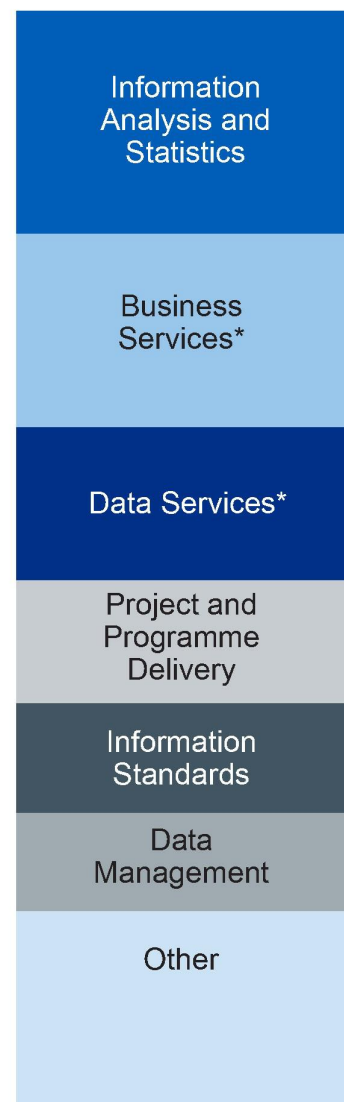 Information
Analysis and
Statistics
Business
Services*
Data Services*
Project and
Programme
Delivery
Information
Standards
Data
Management
Other